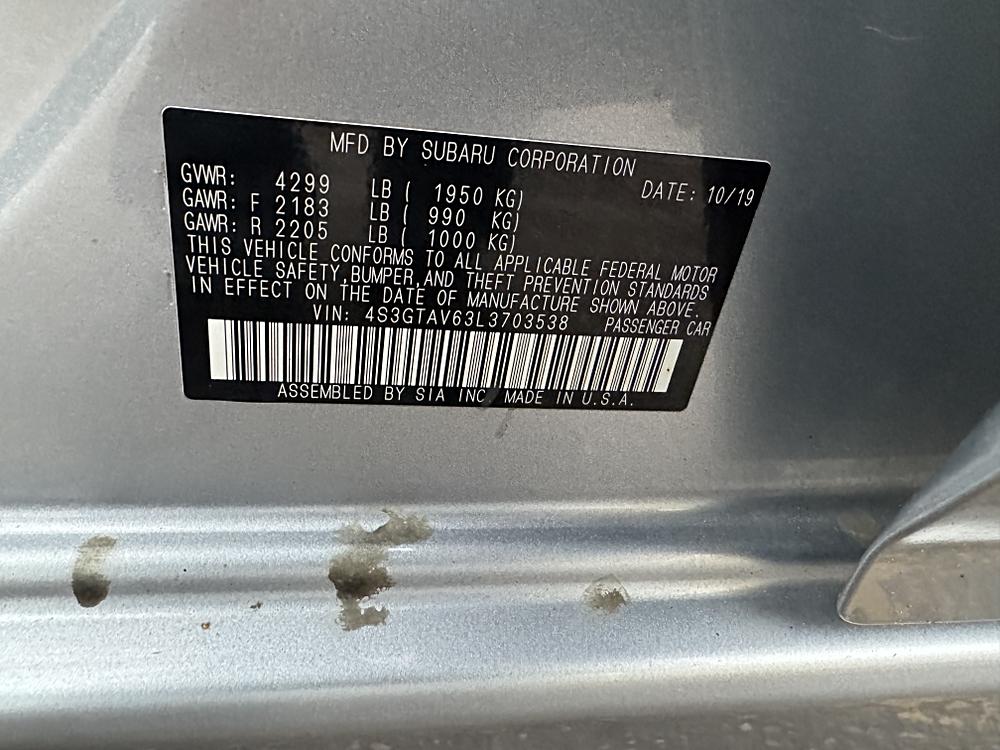 MFD BY SUBARU CORPORATION
GVWR: 4299 LB ( 1950 KG) DATE: 10/19
GAWR: F 2183 LB ( 990 KG)
GAWR: R 2205 LB ( 1000 KG)
THIS VEHICLE CONFORMS TO ALL APPLICABLE FEDERAL MOTOR
VEHICLE SAFETY,BUMPER,AND THEFT PREVENTION STANDARDS
IN EFFECT ON THE DATE OF MANUFACTURE SHOWN ABOVE.
VIN: 4S3GTAV63L3703538 PASSENGER CAR
ASSEMBLED BY SIA INC. MADE IN U.S.A.